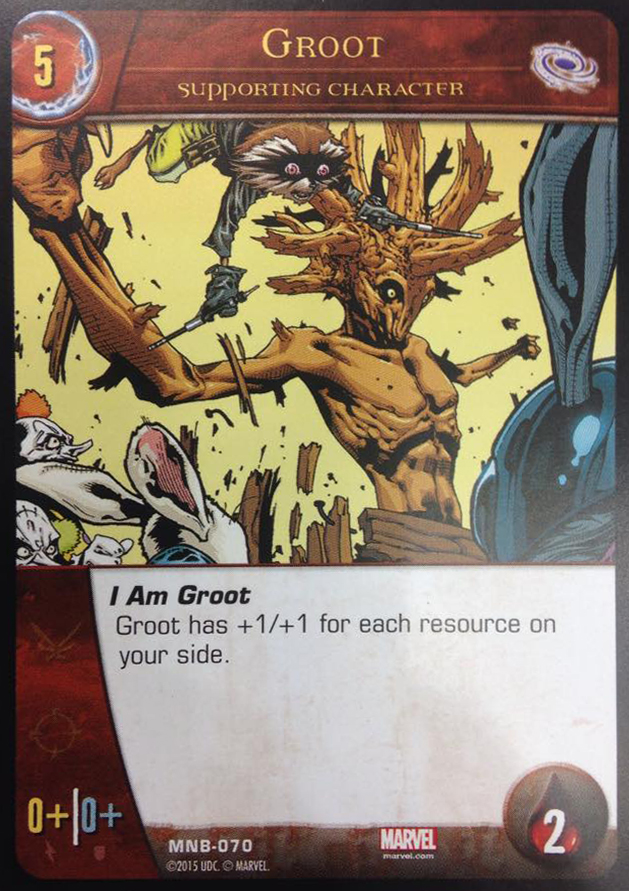 5
Groot
Supporting Character
I Am Groot
Groot has +1/+1 for each resource on
your side.
0+|0+
2
MNB-070
MARVEL
marvel.com
©2015 UDC. © MARVEL.